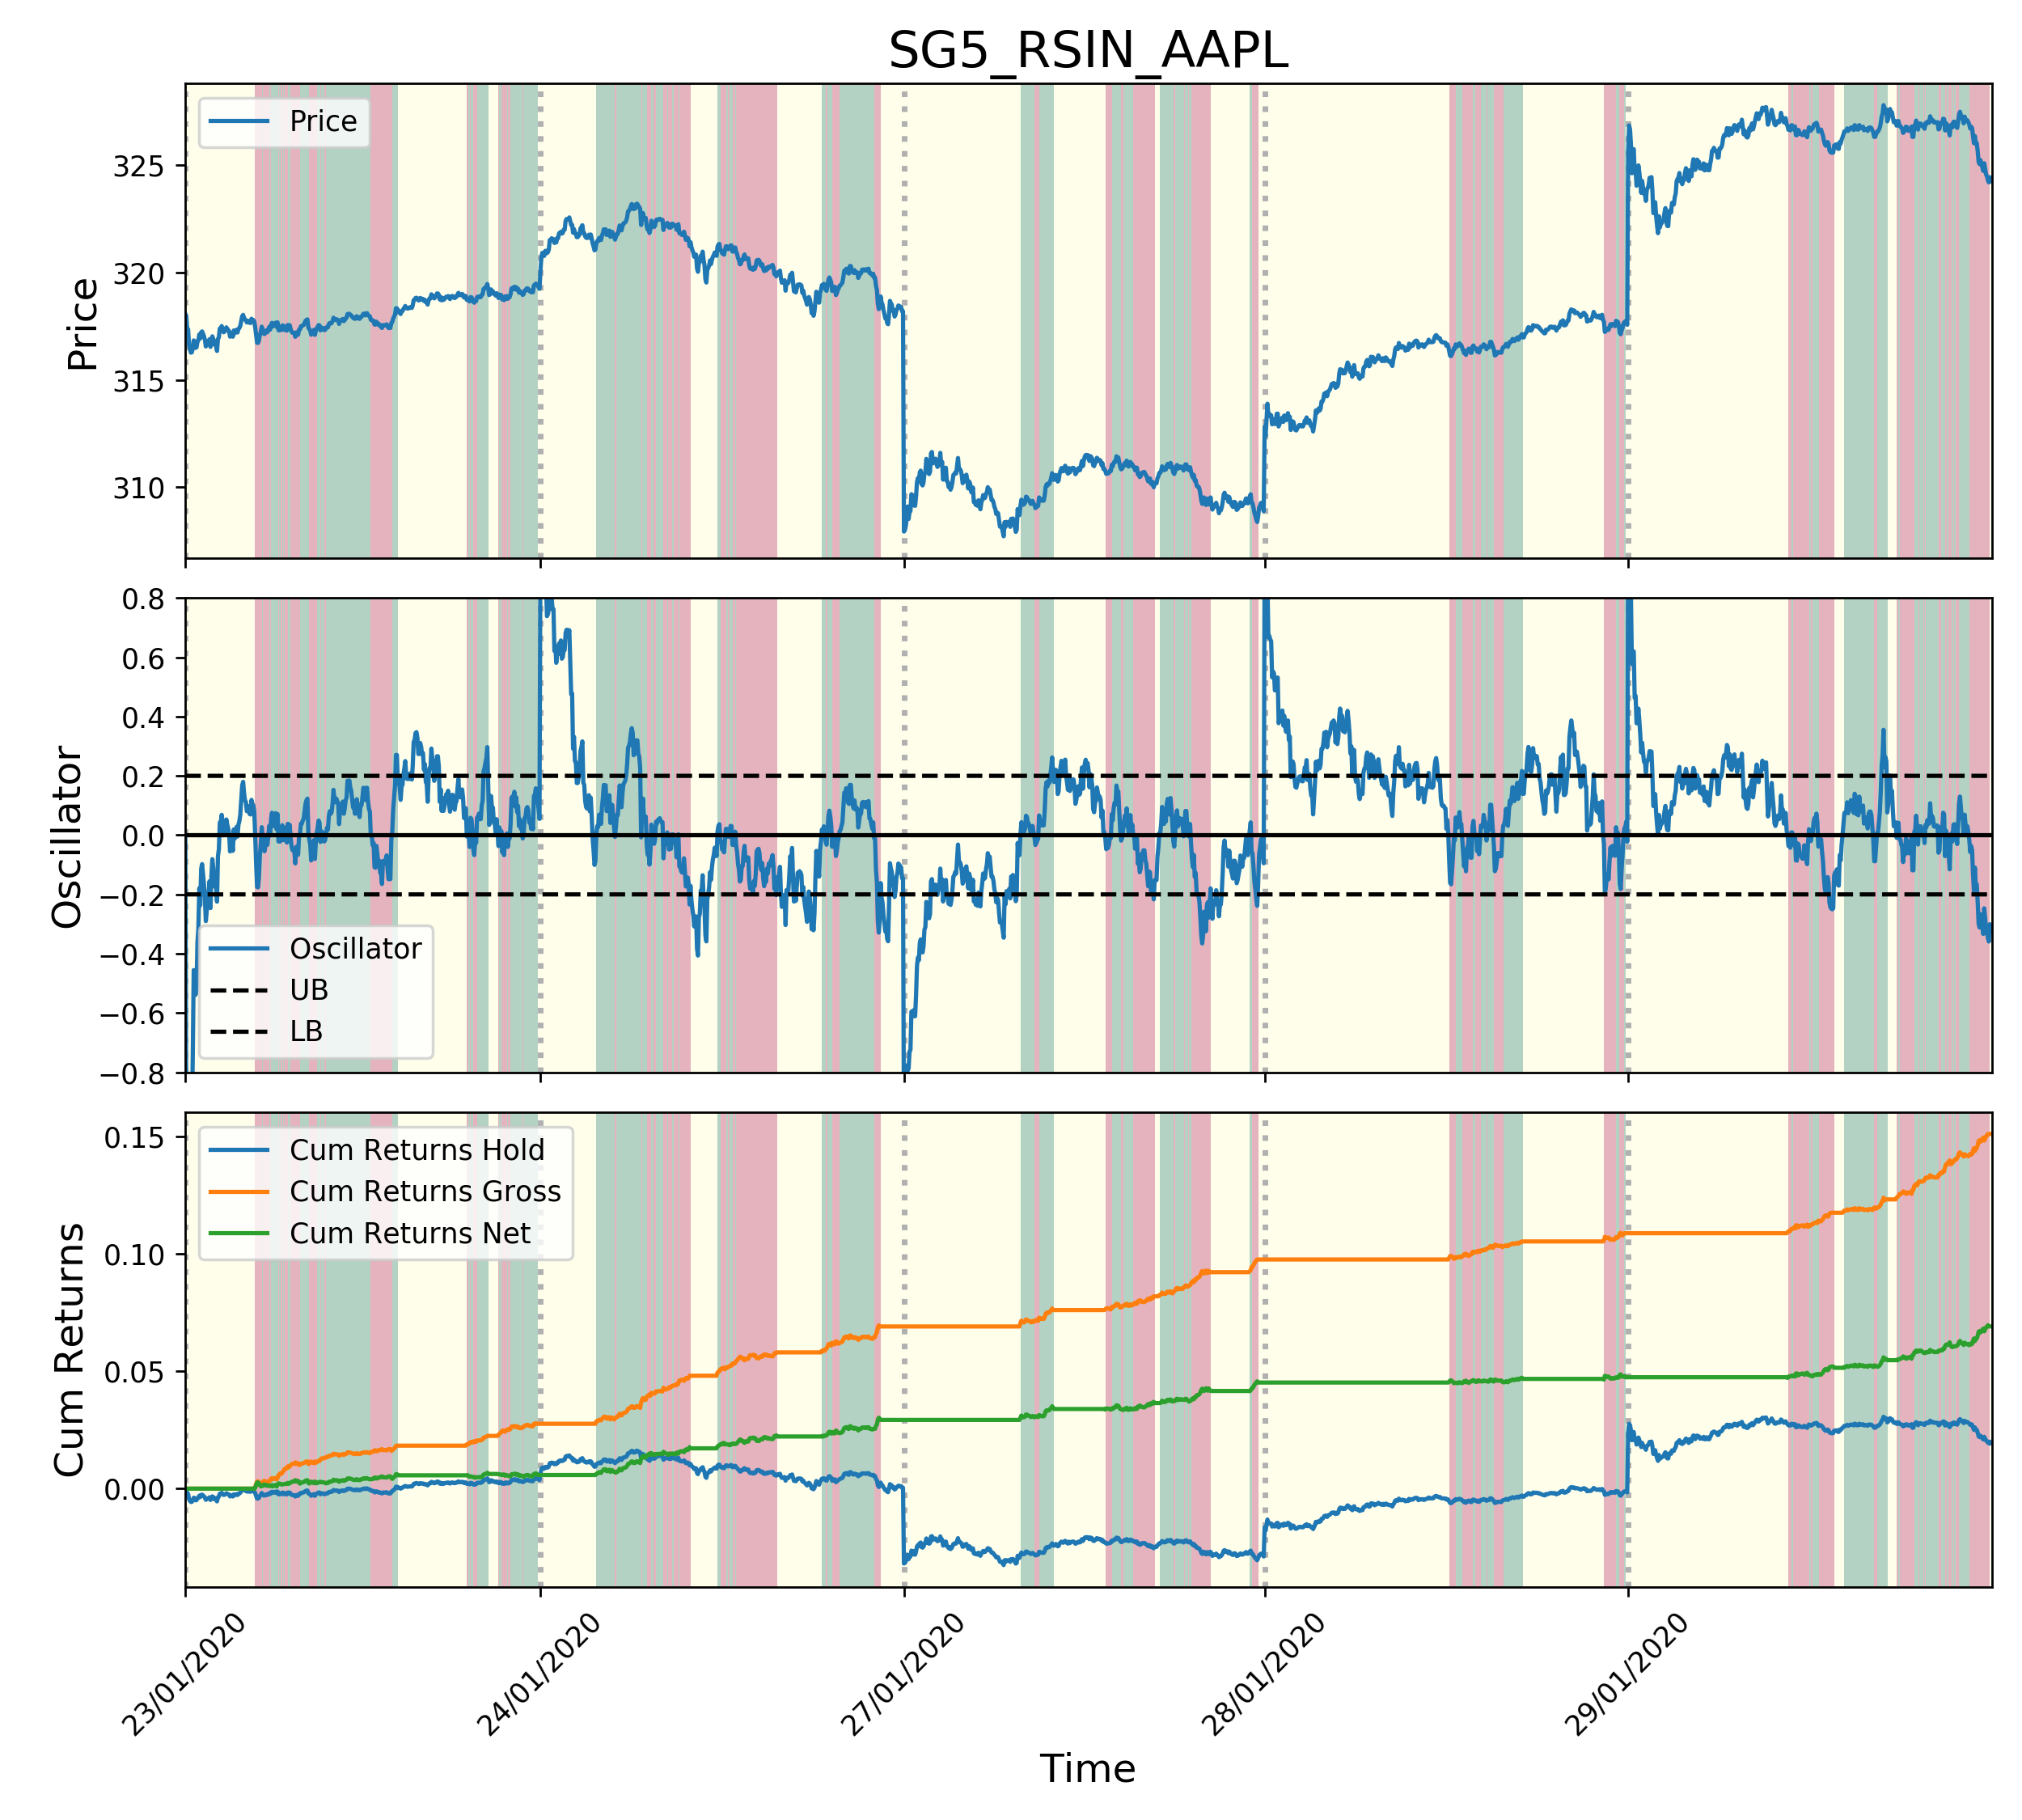 SG5_RSIN_AAPL
Price
Price
325
320
315
310
Oscillator
0.8
0.6
0.4
0.2
0.0
−0.2
−0.4
−0.6
−0.8
Oscillator
UB
LB
Cum Returns
0.15
0.10
0.05
0.00
Cum Returns Hold
Cum Returns Gross
Cum Returns Net
23/01/2020
24/01/2020
27/01/2020
28/01/2020
29/01/2020
Time